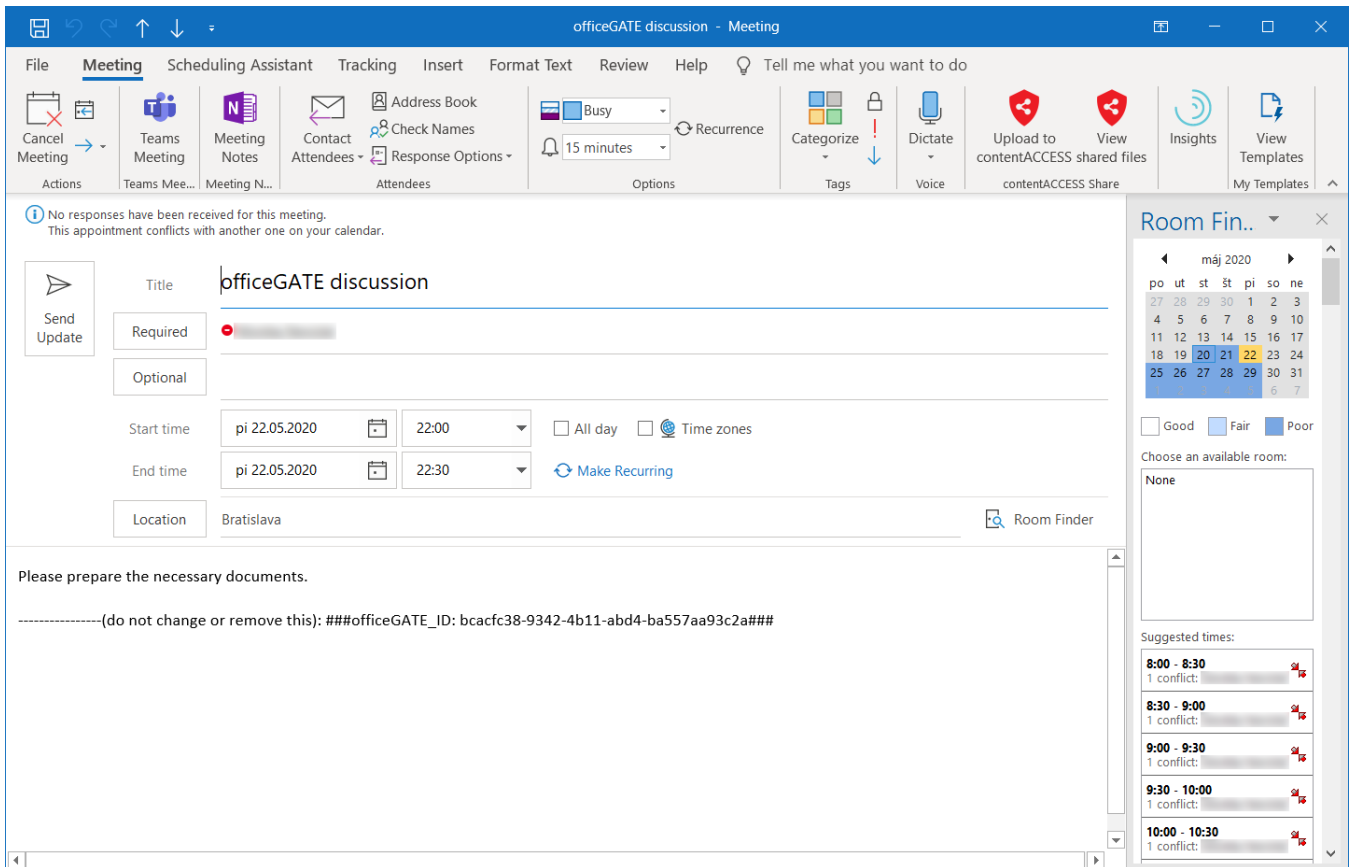 officeGATE discussion - Meeting
File Meeting Scheduling Assistant Tracking Insert Format Text Review Help Tell me what you want to do
Cancel Meeting
Actions
Teams Meeting
Teams Mee...
Meeting Notes
Meeting N...
Contact Attendees
Address Book
Check Names
Response Options
Attendees
Busy
15 minutes
Recurrence
Options
Categorize
Tags
Dictate
Voice
Upload to contentACCESS
View shared files
contentACCESS Share
Insights
View Templates
My Templates
No responses have been received for this meeting.
This appointment conflicts with another one on your calendar.
Send Update
Title officeGATE discussion
Required
Optional
Start time pi 22.05.2020 22:00 All day Time zones
End time pi 22.05.2020 22:30 Make Recurring
Location Bratislava Room Finder
Please prepare the necessary documents.
----------------(do not change or remove this): ###officeGATE_ID: bcacfc38-9342-4b11-abd4-ba557aa93c2a###
Room Fin..
máj 2020
po ut st št pi so ne
27 28 29 30 1 2 3
4 5 6 7 8 9 10
11 12 13 14 15 16 17
18 19 20 21 22 23 24
25 26 27 28 29 30 31
1 2 3 4 5 6 7
Good Fair Poor
Choose an available room:
None
Suggested times:
8:00 - 8:30
1 conflict:
8:30 - 9:00
1 conflict:
9:00 - 9:30
1 conflict:
9:30 - 10:00
1 conflict:
10:00 - 10:30
1 conflict: